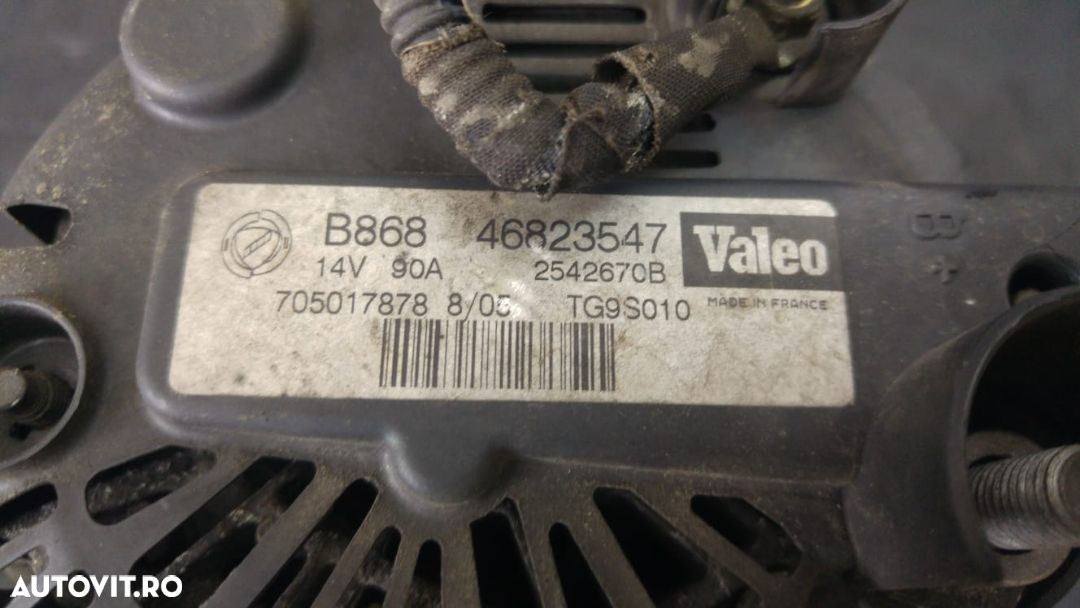 B868 46823547 Valeo
14V 90A 2542670B
MADE IN FRANCE
705017878 8/05 TG9S010
B
+
AUTOVIT.RO